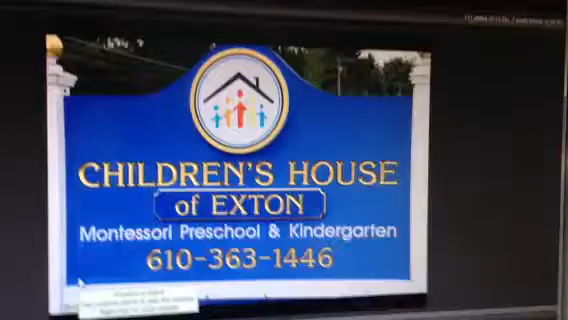 CHILDREN'S HOUSE
of EXTON
Montessori Preschool & Kindergarten
610-363-1446